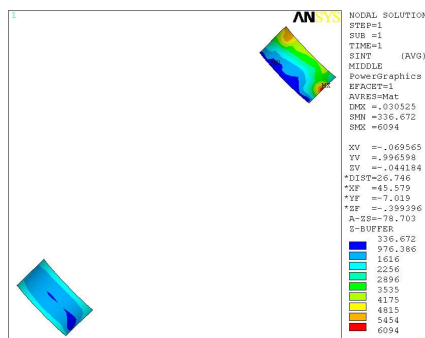 1
ANSYS
NODAL SOLUTION
STEP=1
SUB =1
TIME=1
SINT (AVG)
MIDDLE
PowerGraphics
EFACET=1
AVRES=Mat
DMX =.030525
SMN =336.672
SMX =6094
XV =-.069565
YV =.996598
ZV =-.044184
*DIST=26.746
*XF =45.579
*YF =-7.019
*ZF =-.399396
A-ZS=-78.703
Z-BUFFER
336.672
976.386
1616
2256
2896
3535
4175
4815
5454
6094
MX